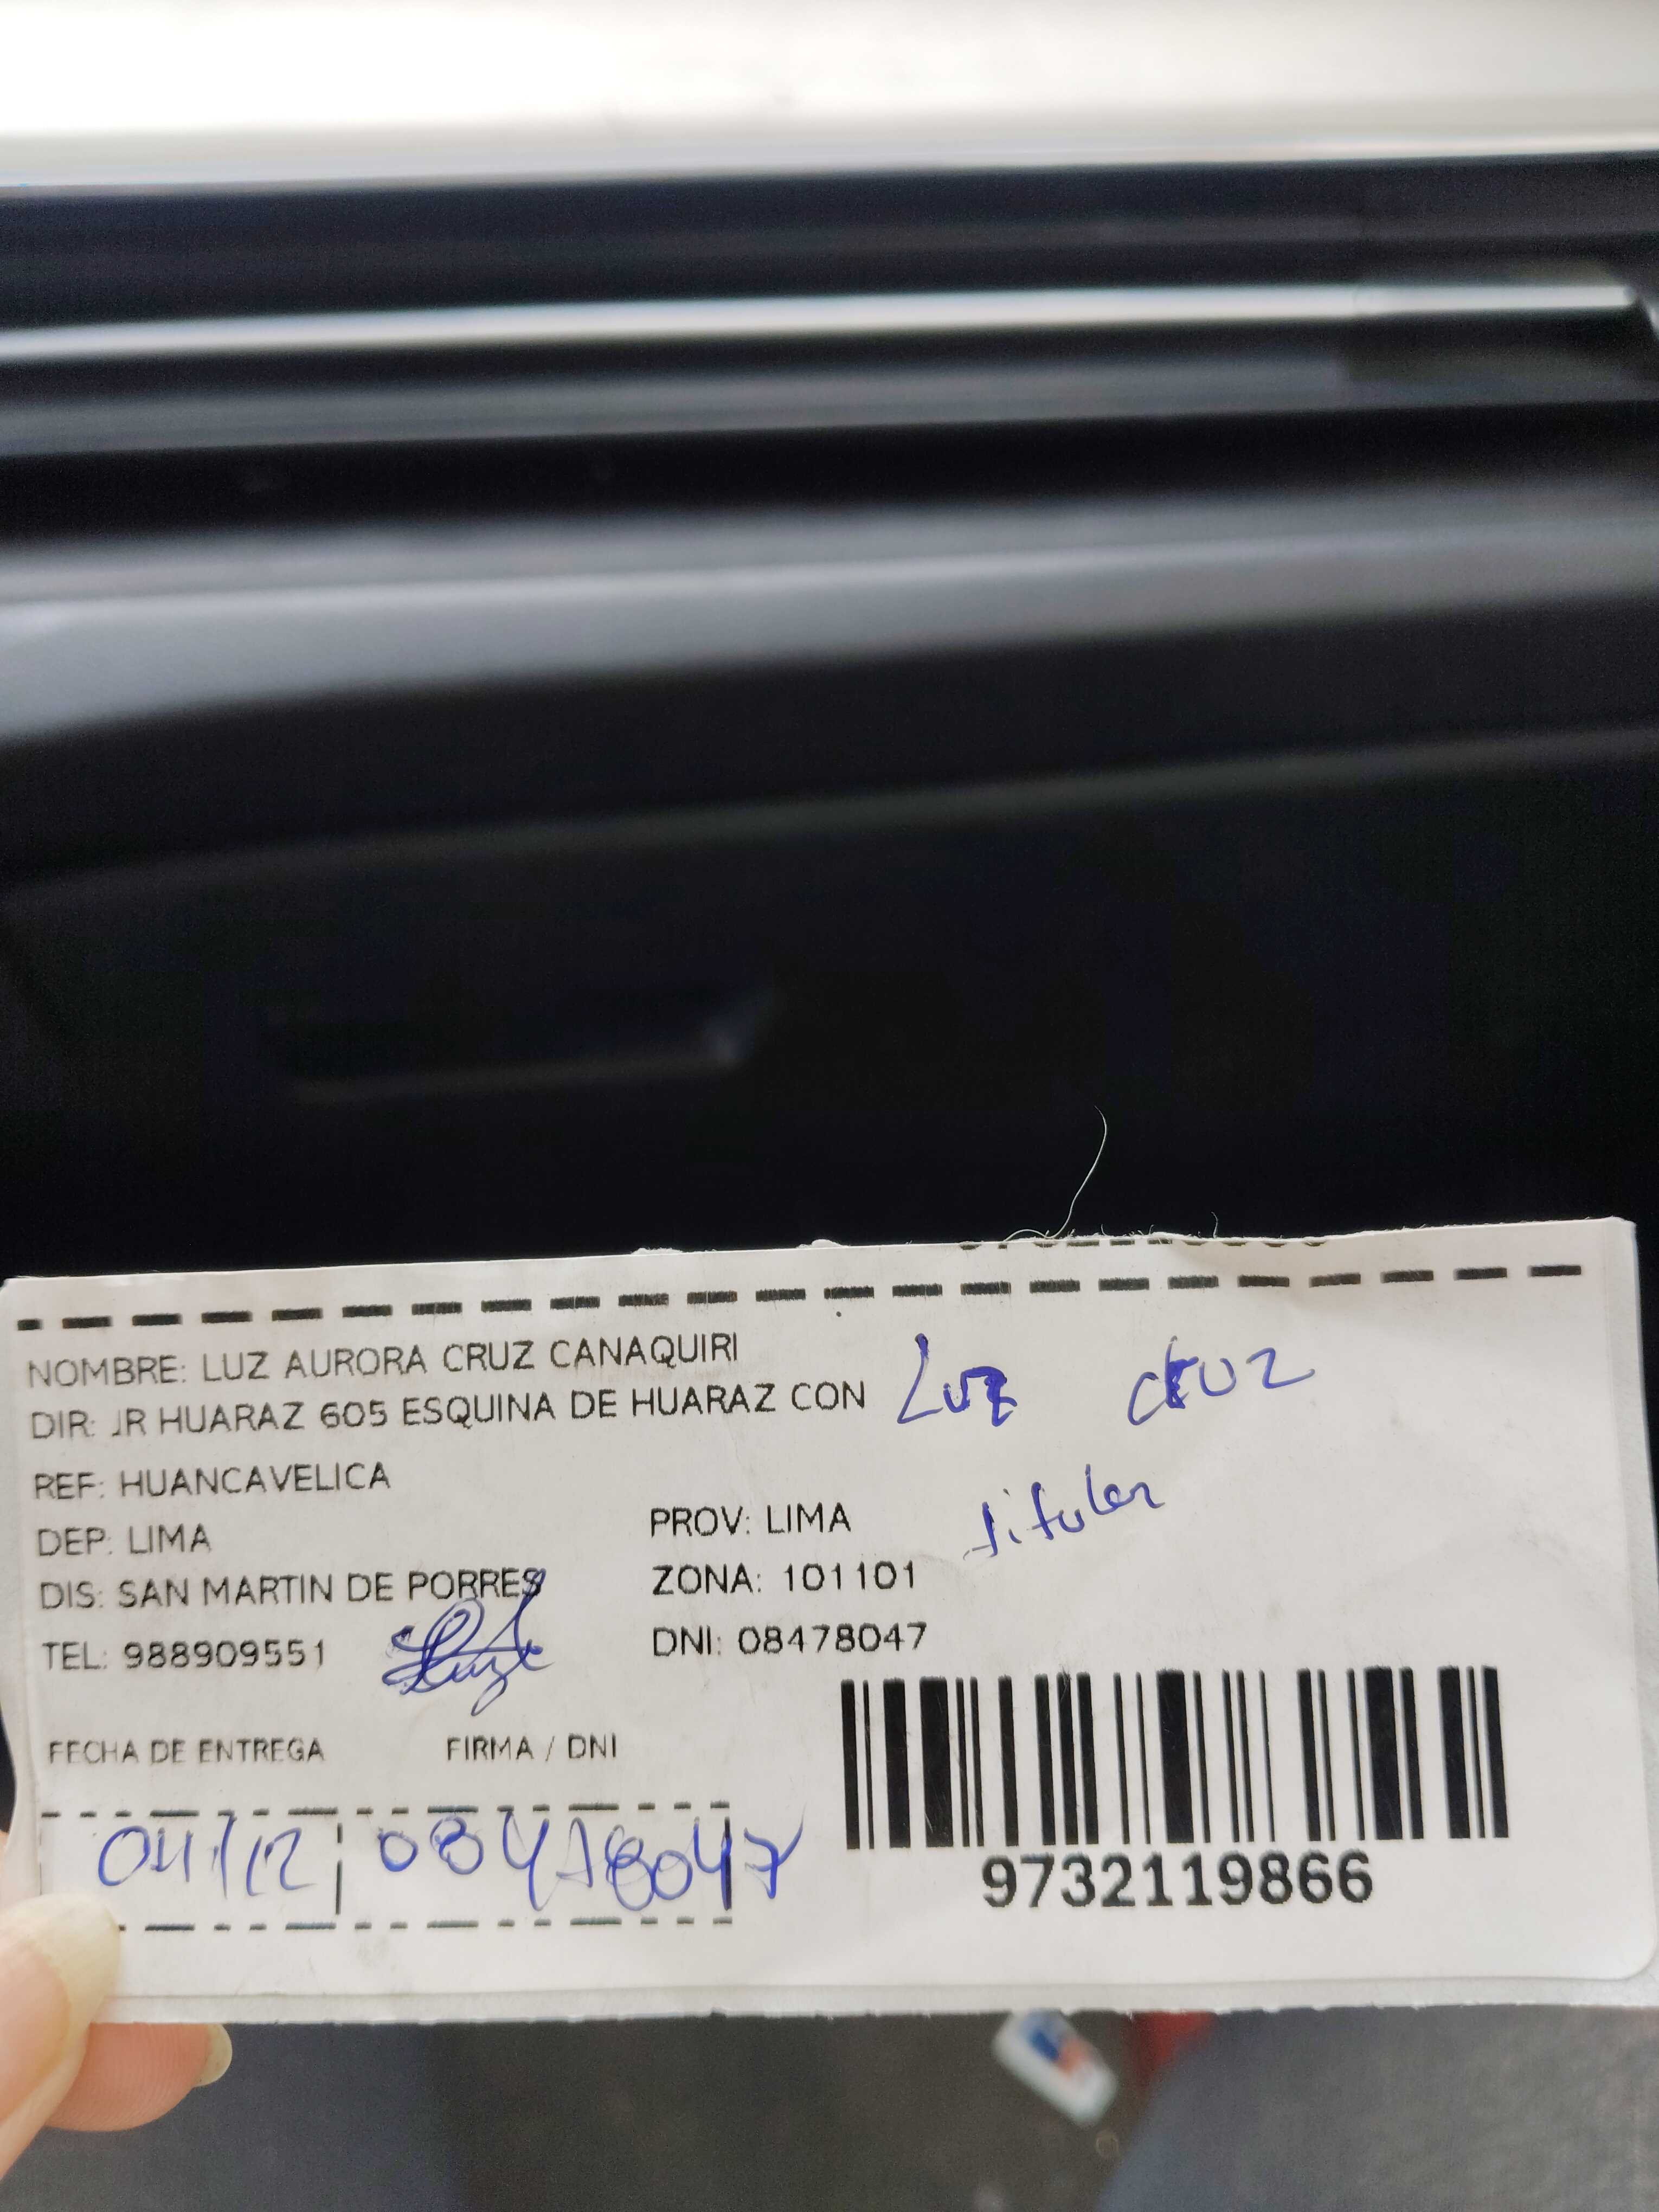 NOMBRE: LUZ AURORA CRUZ CANAQUIRI
DIR: JR HUARAZ 605 ESQUINA DE HUARAZ CON
Luz cruz
REF: HUANCAVELICA
titular
DEP: LIMA PROV: LIMA
DIS: SAN MARTIN DE PORRES ZONA: 101101
TEL: 988909551 DNI: 08478047
FECHA DE ENTREGA FIRMA / DNI
04/12 08478047
9732119866